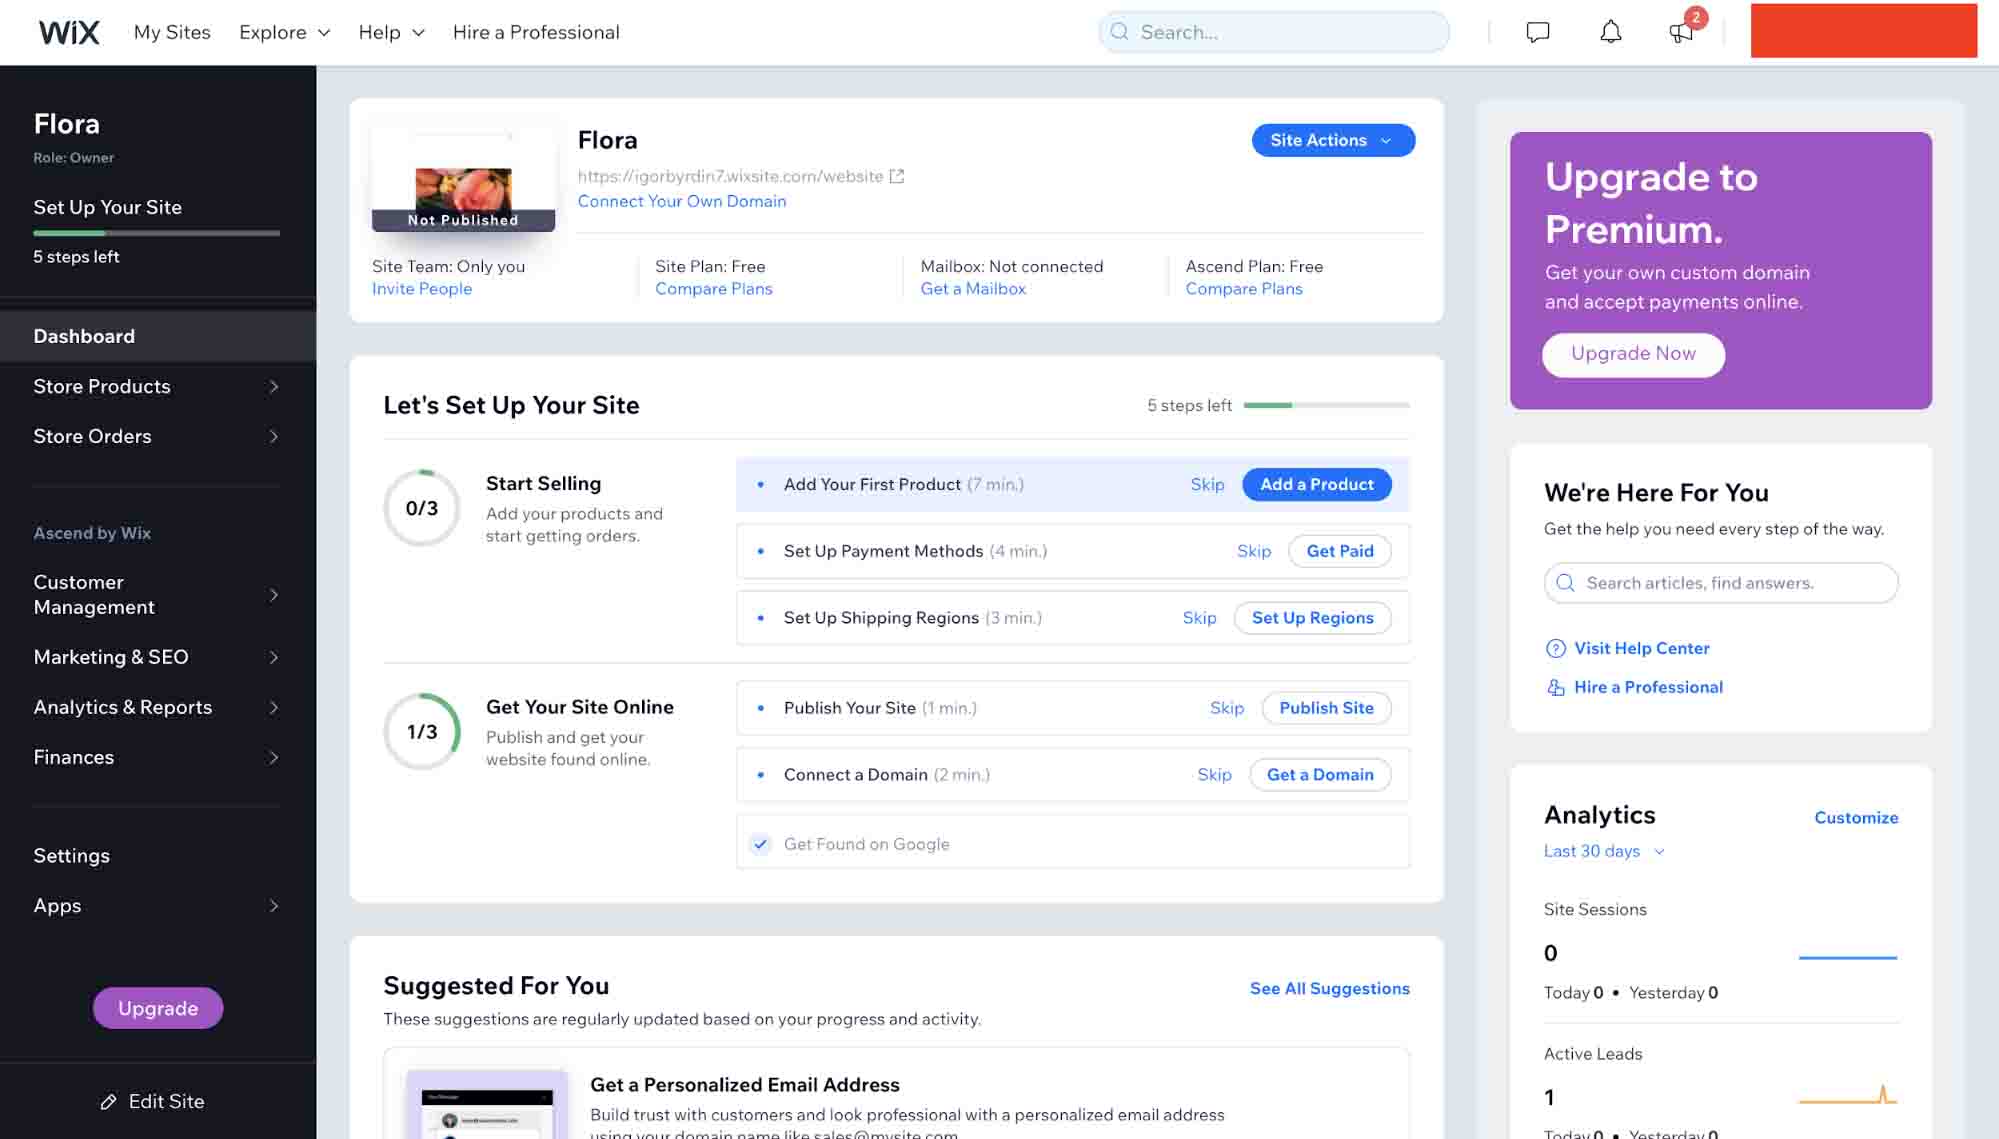 WiX
My Sites
Explore
Help
Hire a Professional
Search...
2
Flora
Role: Owner
Set Up Your Site
5 steps left
Dashboard
Store Products
Store Orders
Ascend by Wix
Customer
Management
Marketing & SEO
Analytics & Reports
Finances
Settings
Apps
Upgrade
Edit Site
Not Published
Flora
https://igorbyrdin7.wixsite.com/website
Connect Your Own Domain
Site Actions
Site Team: Only you
Invite People
Site Plan: Free
Compare Plans
Mailbox: Not connected
Get a Mailbox
Ascend Plan: Free
Compare Plans
Let's Set Up Your Site
5 steps left
0/3
Start Selling
Add your products and
start getting orders.
Add Your First Product (7 min.)
Skip
Add a Product
Set Up Payment Methods (4 min.)
Skip
Get Paid
Set Up Shipping Regions (3 min.)
Skip
Set Up Regions
1/3
Get Your Site Online
Publish and get your
website found online.
Publish Your Site (1 min.)
Skip
Publish Site
Connect a Domain (2 min.)
Skip
Get a Domain
Get Found on Google
Suggested For You
See All Suggestions
These suggestions are regularly updated based on your progress and activity.
Get a Personalized Email Address
Build trust with customers and look professional with a personalized email address
using your domain name like sales@mysite.com
Upgrade to
Premium.
Get your own custom domain
and accept payments online.
Upgrade Now
We're Here For You
Get the help you need every step of the way.
Search articles, find answers.
Visit Help Center
Hire a Professional
Analytics
Customize
Last 30 days
Site Sessions
0
Today 0 • Yesterday 0
Active Leads
1
Today 0 • Yesterday 0